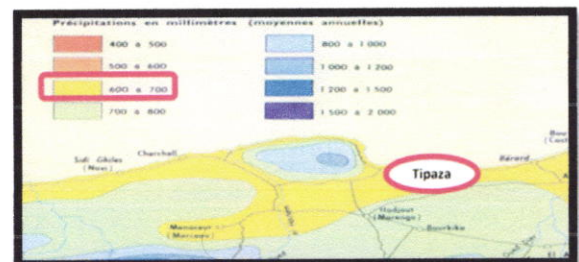 Précipitations en millimètres (moyennes annuelles)
400 à 500
500 à 600
600 à 700
700 à 800
800 à 1 000
1 000 à 1 200
1 200 à 1 500
1 500 à 2 000
Sidi Ghiles
Cherchell
Tipaza
Bérard
Hadjout
(Marengo)
Bourkika
Menaceur
(Marceau)